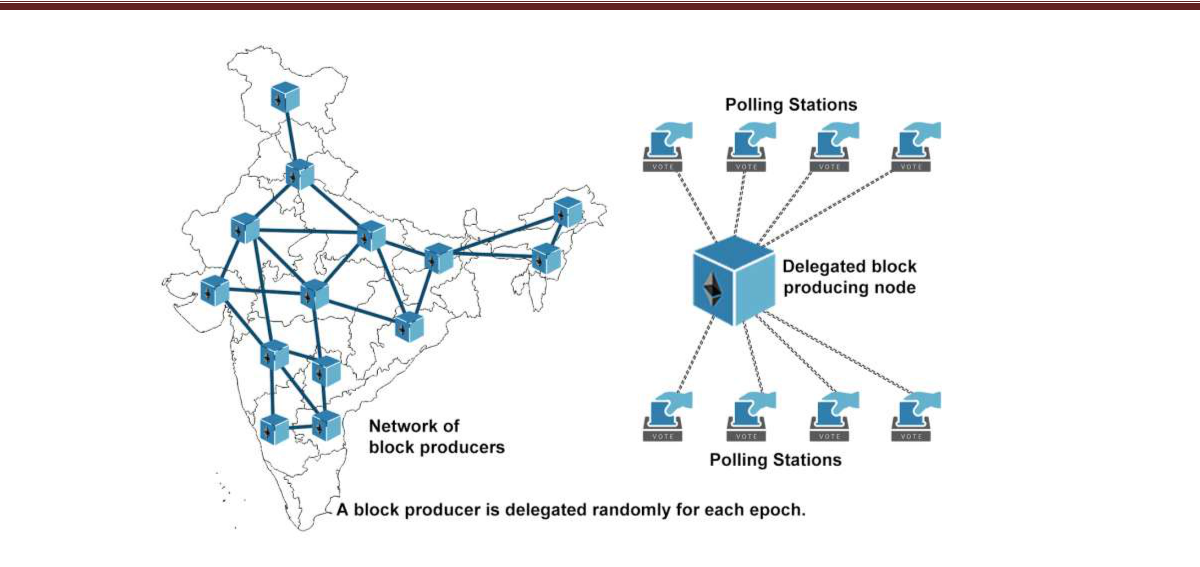 Polling Stations
VOTE VOTE VOTE VOTE
Delegated block
producing node
VOTE VOTE VOTE VOTE
Polling Stations
Network of
block producers
A block producer is delegated randomly for each epoch.